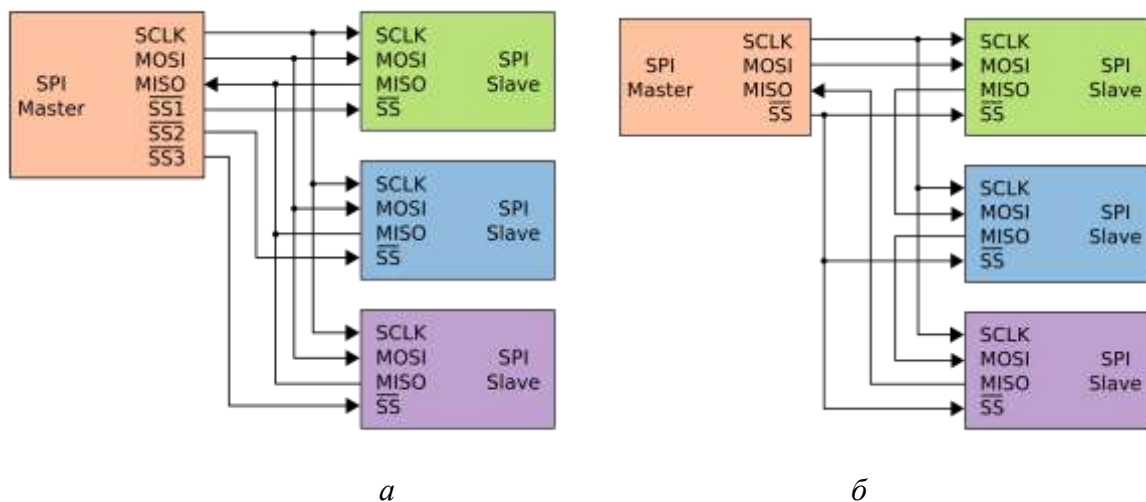 SCLK
MOSI
MISO
SS1
SS2
SS3
SPI
Master
SCLK
MOSI
MISO
SS
SPI
Slave
SCLK
MOSI
MISO
SS
SPI
Slave
SCLK
MOSI
MISO
SS
SPI
Slave
а
SCLK
MOSI
MISO
SS
SPI
Master
SCLK
MOSI
MISO
SS
SPI
Slave
SCLK
MOSI
MISO
SS
SPI
Slave
SCLK
MOSI
MISO
SS
SPI
Slave
б